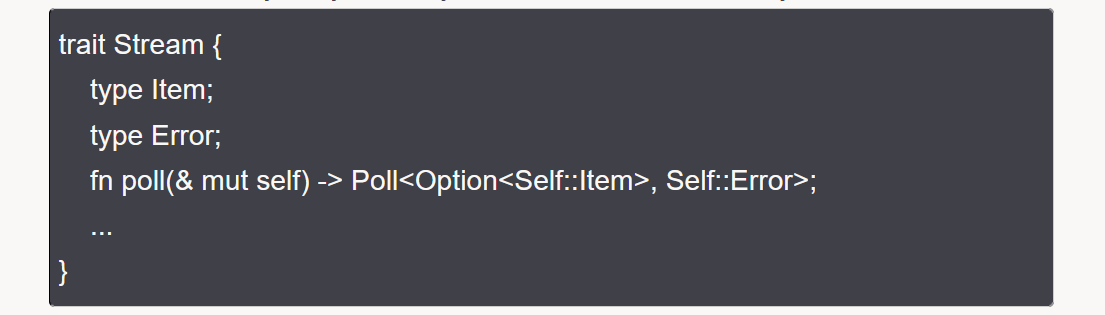 trait Stream {
type Item;
type Error;
fn poll(& mut self) -> Poll<Option<Self::Item>, Self::Error>;
...
}